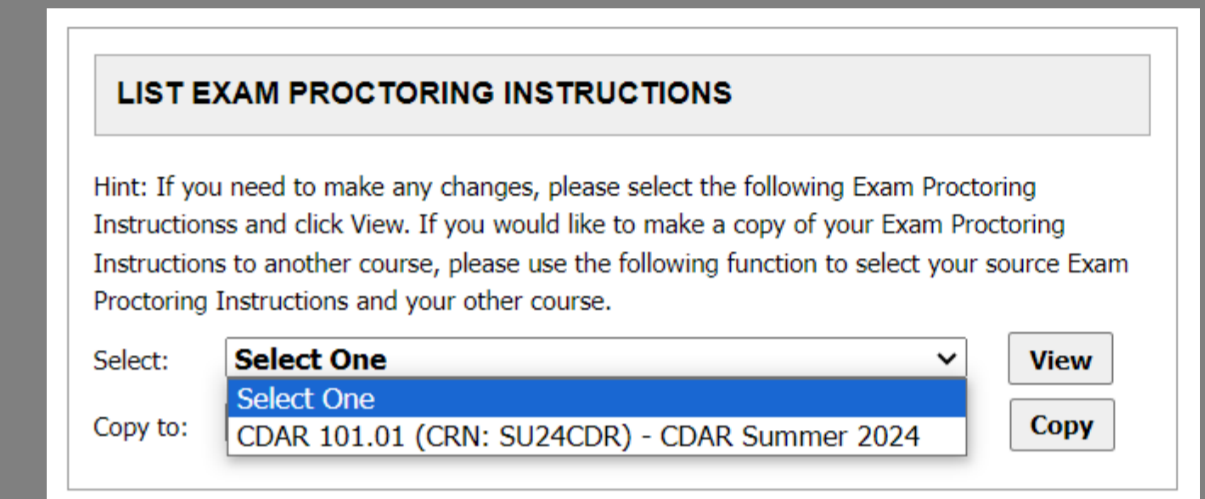 LIST EXAM PROCTORING INSTRUCTIONS
Hint: If you need to make any changes, please select the following Exam Proctoring
Instructionss and click View. If you would like to make a copy of your Exam Proctoring
Instructions to another course, please use the following function to select your source Exam
Proctoring Instructions and your other course.
Select: Select One View
Select One
Copy to: CDAR 101.01 (CRN: SU24CDR) - CDAR Summer 2024 Copy